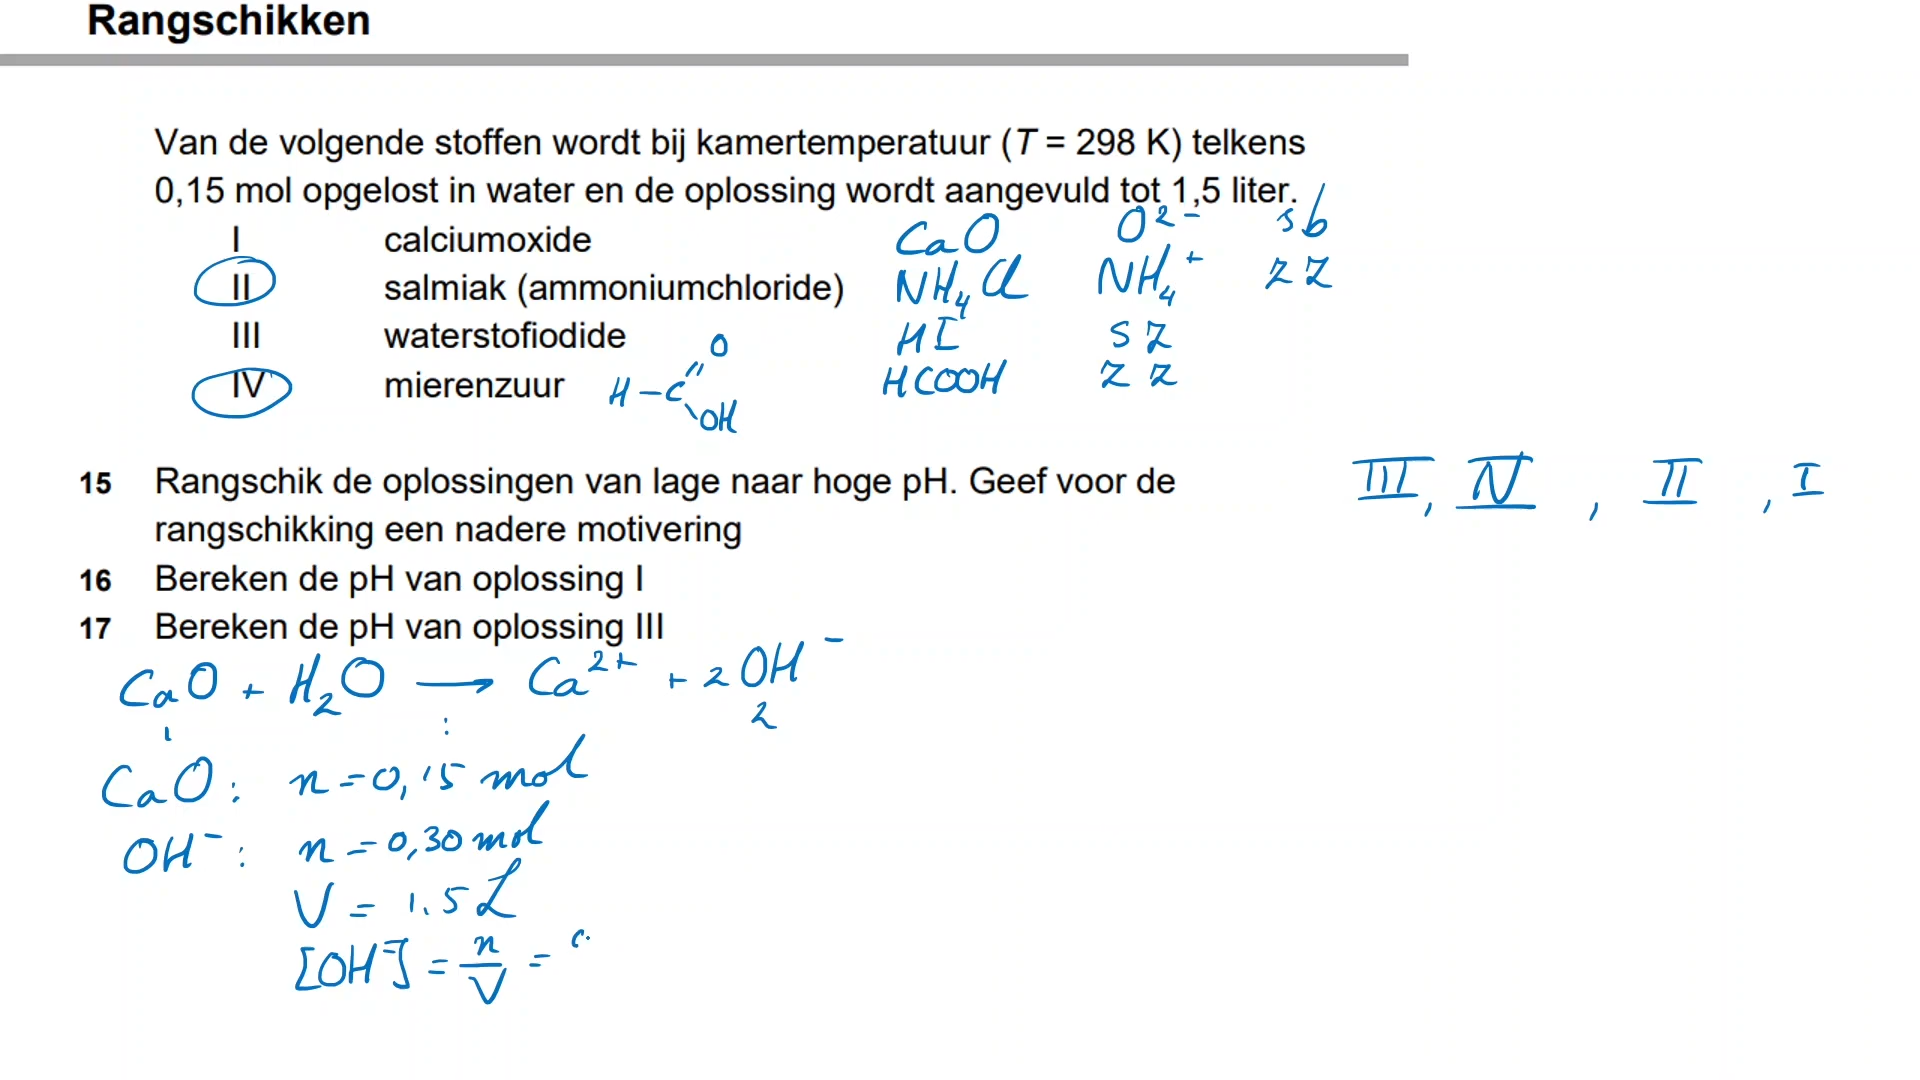 Rangschikken
Van de volgende stoffen wordt bij kamertemperatuur (T = 298 K) telkens
0,15 mol opgelost in water en de oplossing wordt aangevuld tot 1,5 liter.
I calciumoxide CaO O²⁻ sb
II salmiak (ammoniumchloride) NH₄Cl NH₄⁺ zz
III waterstofiodide HI sz
IV mierenzuur H-C=O OH HCOOH zz
15 Rangschik de oplossingen van lage naar hoge pH. Geef voor de
rangschikking een nadere motivering
III, IV, II, I
16 Bereken de pH van oplossing I
17 Bereken de pH van oplossing III
CaO + H₂O → Ca²⁺ + 2OH⁻
1 : 2
CaO: n=0,15 mol
OH⁻: n=0,30 mol
V = 1,5 L
[OH⁻] = n/V =